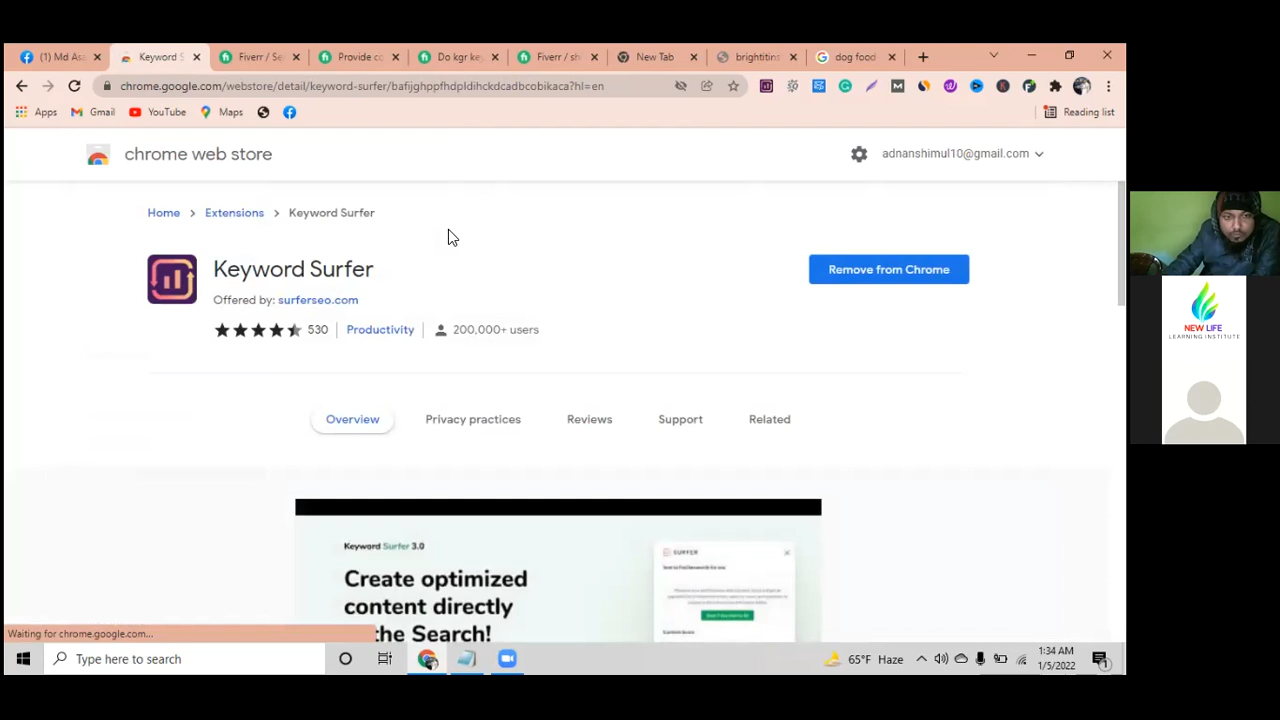 (1) Md Asa
Keyword S
Fiverr / Se
Provide co
Do kgr key
Fiverr / sh
New Tab
brightitins
dog food
chrome.google.com/webstore/detail/keyword-surfer/bafijghppfhdpldihckdcadbcobikaca?hl=en
Apps
Gmail
YouTube
Maps
Reading list
chrome web store
adnanshimul10@gmail.com
Home > Extensions > Keyword Surfer
Keyword Surfer
Remove from Chrome
Offered by: surferseo.com
530
Productivity
200,000+ users
Overview
Privacy practices
Reviews
Support
Related
Keyword Surfer 3.0
SURFER
Create optimized
content directly
the Search!
Waiting for chrome.google.com...
Type here to search
65°F Haze
1:34 AM
1/5/2022
NEW LIFE
LEARNING INSTITUTE